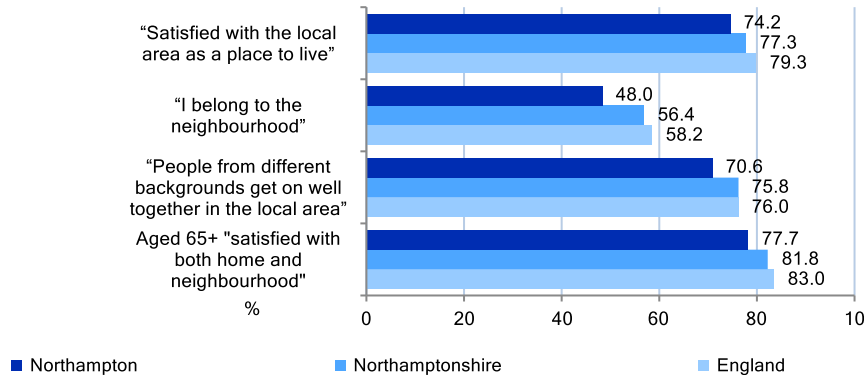 “Satisfied with the local
area as a place to live”
74.2
77.3
79.3
“I belong to the
neighbourhood”
48.0
56.4
58.2
“People from different
backgrounds get on well
together in the local area”
70.6
75.8
76.0
Aged 65+ "satisfied with
both home and
neighbourhood"
77.7
81.8
83.0
%
0 20 40 60 80 10
Northampton Northamptonshire England